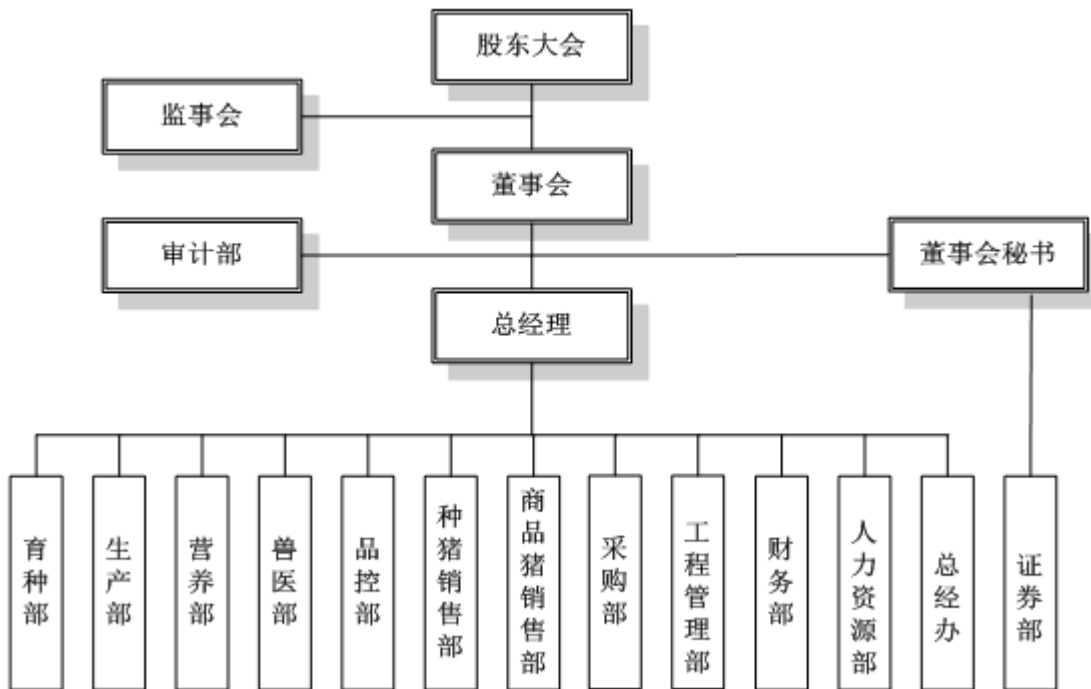 股东大会
监事会
董事会
审计部
董事会秘书
总经理
育种部
生产部
营养部
兽医部
品控部
种猪销售部
商品猪销售部
采购部
工程管理部
财务部
人力资源部
总经办
证券部